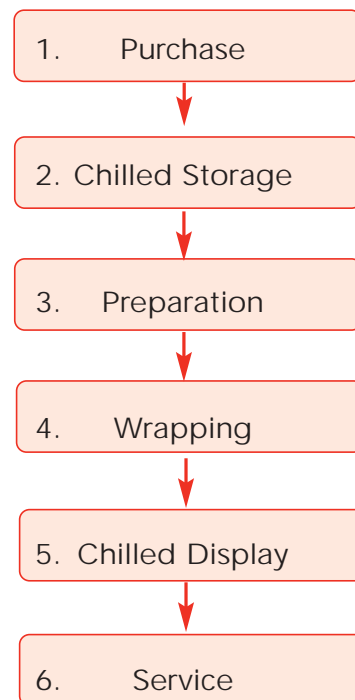 1. Purchase
2. Chilled Storage
3. Preparation
4. Wrapping
5. Chilled Display
6. Service